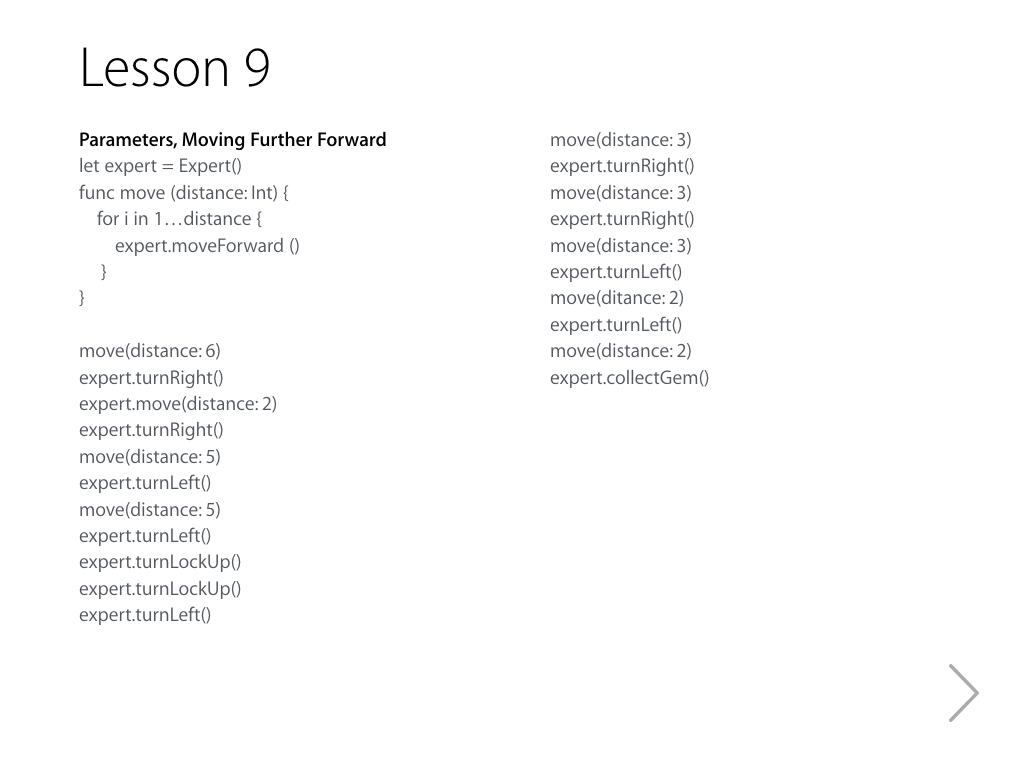 Lesson 9
Parameters, Moving Further Forward
let expert = Expert()
func move (distance: Int) {
for i in 1…distance {
expert.moveForward ()
}
}
move(distance: 6)
expert.turnRight()
expert.move(distance: 2)
expert.turnRight()
move(distance: 5)
expert.turnLeft()
move(distance: 5)
expert.turnLeft()
expert.turnLockUp()
expert.turnLockUp()
expert.turnLeft()
move(distance: 3)
expert.turnRight()
move(distance: 3)
expert.turnRight()
move(distance: 3)
expert.turnLeft()
move(ditance: 2)
expert.turnLeft()
move(distance: 2)
expert.collectGem()